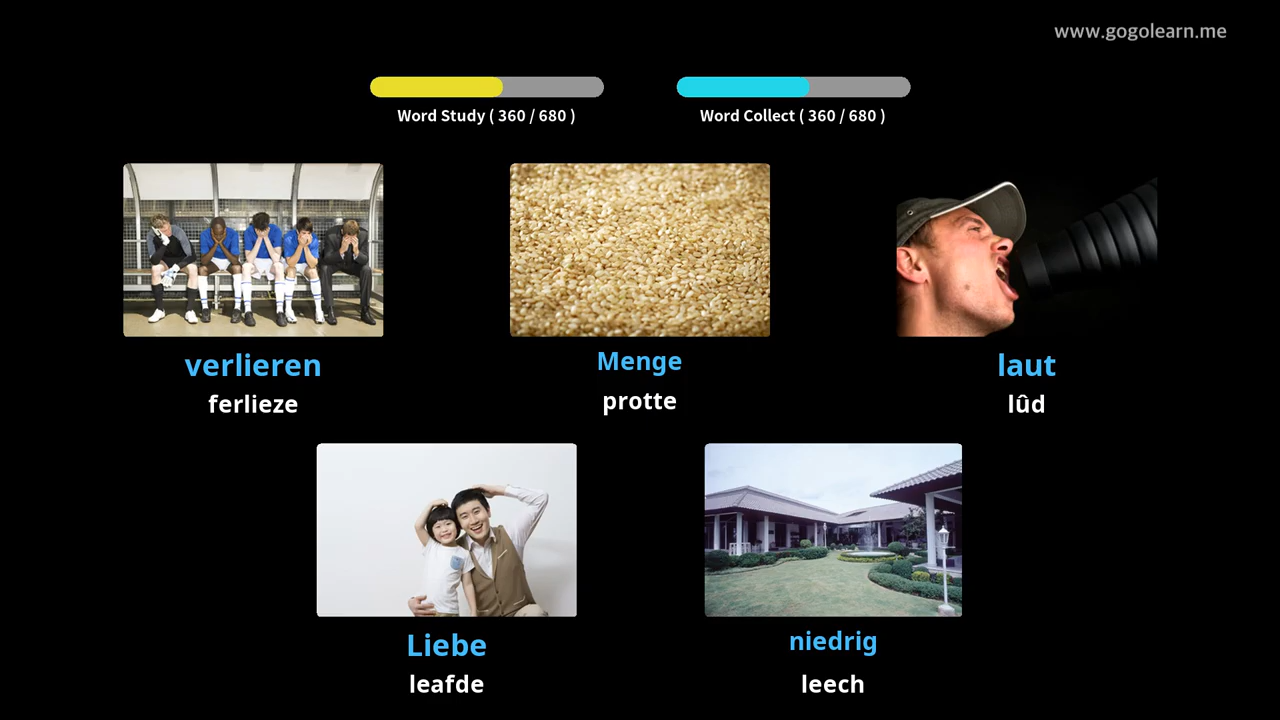 www.gogolearn.me
Word Study ( 360 / 680 )
Word Collect ( 360 / 680 )
verlieren
ferlieze
Menge
protte
laut
lûd
Liebe
leafde
niedrig
leech